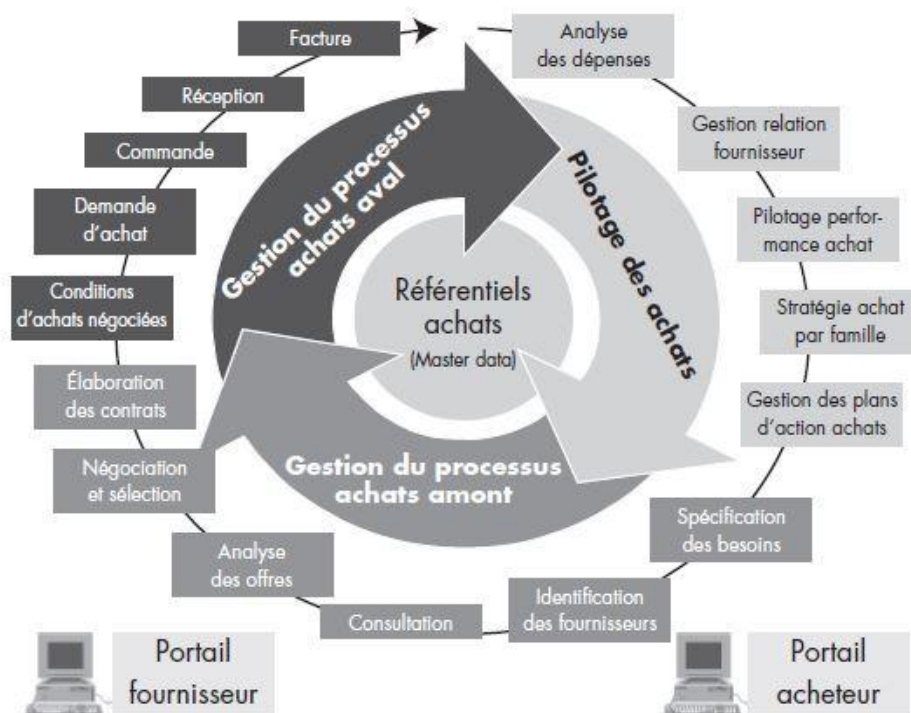 Facture
Analyse
des dépenses
Réception
Gestion relation
fournisseur
Commande
Demande
d'achat
Pilotage perfor-
mance achat
Conditions
d'achats négociées
Stratégie achat
par famille
Élaboration
des contrats
Gestion des plans
d'action achats
Négociation
et sélection
Spécification
des besoins
Analyse
des offres
Identification
des fournisseurs
Consultation
Gestion du processus
achats aval
Pilotage des achats
Référentiels
achats
(Master data)
Gestion du processus
achats amont
Portail
fournisseur
Portail
acheteur